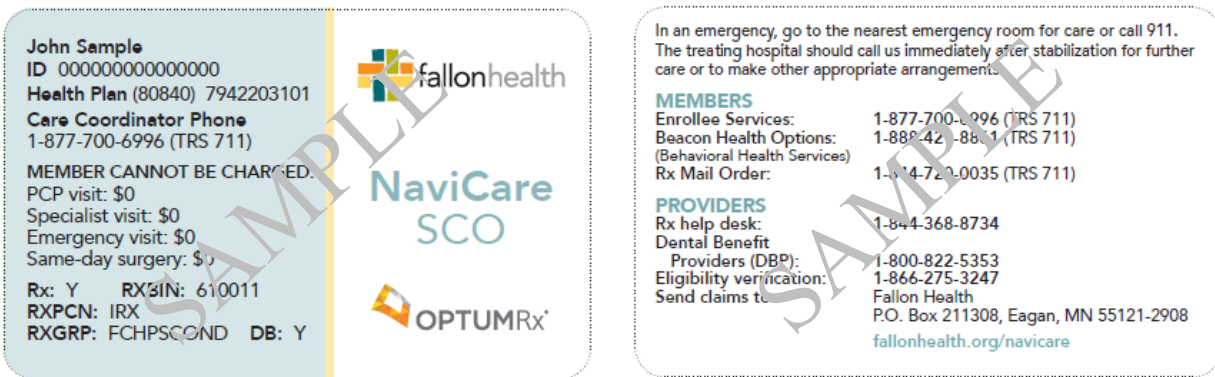 John Sample
ID 000000000000000
Health Plan (80840) 7942203101
Care Coordinator Phone
1-877-700-6996 (TRS 711)
MEMBER CANNOT BE CHARGED:
PCP visit: $0
Specialist visit: $0
Emergency visit: $0
Same-day surgery: $0
Rx: Y RXBIN: 610011
RXPCN: IRX
RXGRP: FCHPSCOND DB: Y
fallonhealth
NaviCare
SCO
OPTUMRx
SAMPLE
In an emergency, go to the nearest emergency room for care or call 911.
The treating hospital should call us immediately after stabilization for further
care or to make other appropriate arrangements.
MEMBERS
Enrollee Services: 1-877-700-6996 (TRS 711)
Beacon Health Options: (TRS 711)
(Behavioral Health Services)
Rx Mail Order: (TRS 711)
PROVIDERS
Rx help desk: 1-844-368-8734
Dental Benefit
Providers (DBP): 1-800-822-5353
Eligibility verification: 1-866-275-3247
Send claims to: Fallon Health
P.O. Box 211308, Eagan, MN 55121-2908
fallonhealth.org/navicare
SAMPLE